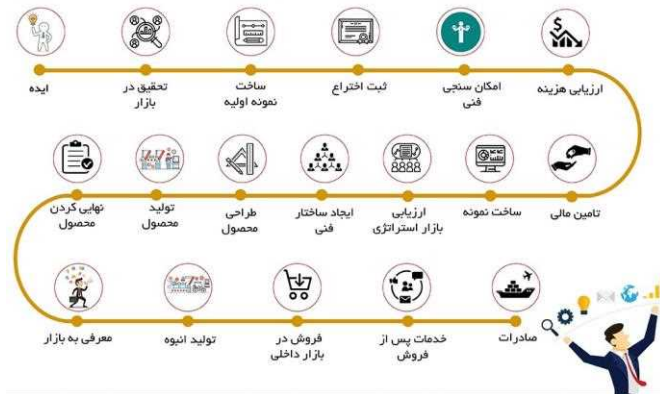 ایده
تحقیق در
بازار
ساخت
نمونه اولیه
ثبت اختراع
امکان سنجی
فنی
ارزیابی هزینه
تامین مالی
ساخت نمونه
ارزیابی
بازار استراتژی
ایجاد ساختار
فنی
طراحی
محصول
تولید
محصول
نهایی کردن
محصول
معرفی به بازار
تولید انبوه
فروش در
بازار داخلی
خدمات پس از
فروش
صادرات